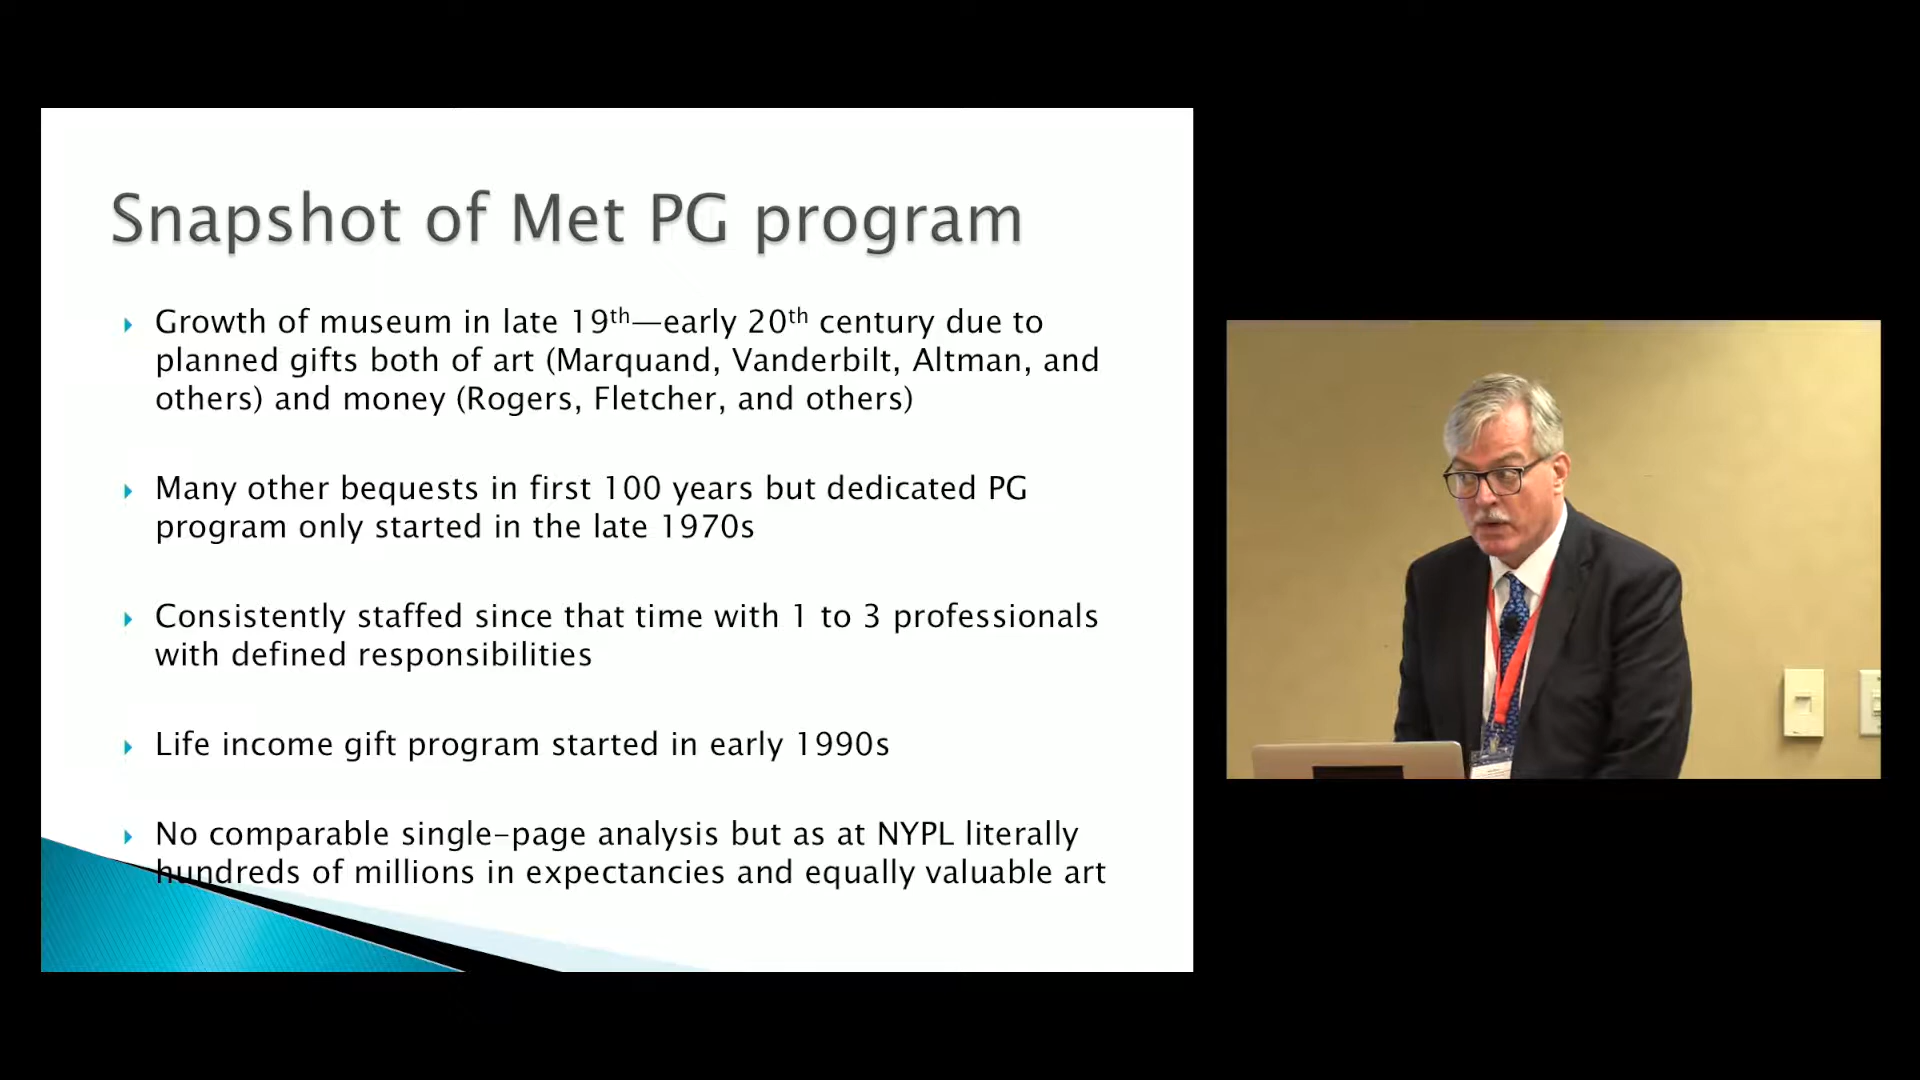 Snapshot of Met PG program
Growth of museum in late 19th—early 20th century due to
planned gifts both of art (Marquand, Vanderbilt, Altman, and
others) and money (Rogers, Fletcher, and others)
Many other bequests in first 100 years but dedicated PG
program only started in the late 1970s
Consistently staffed since that time with 1 to 3 professionals
with defined responsibilities
Life income gift program started in early 1990s
No comparable single-page analysis but as at NYPL literally
hundreds of millions in expectancies and equally valuable art